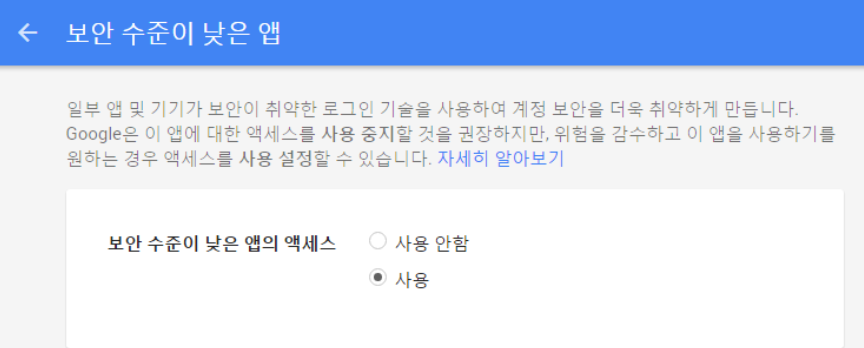 보안 수준이 낮은 앱
일부 앱 및 기기가 보안이 취약한 로그인 기술을 사용하여 계정 보안을 더욱 취약하게 만듭니다.
Google은 이 앱에 대한 액세스를 사용 중지할 것을 권장하지만, 위험을 감수하고 이 앱을 사용하기를
원하는 경우 액세스를 사용 설정할 수 있습니다. 자세히 알아보기
보안 수준이 낮은 앱의 액세스
사용 안함
사용